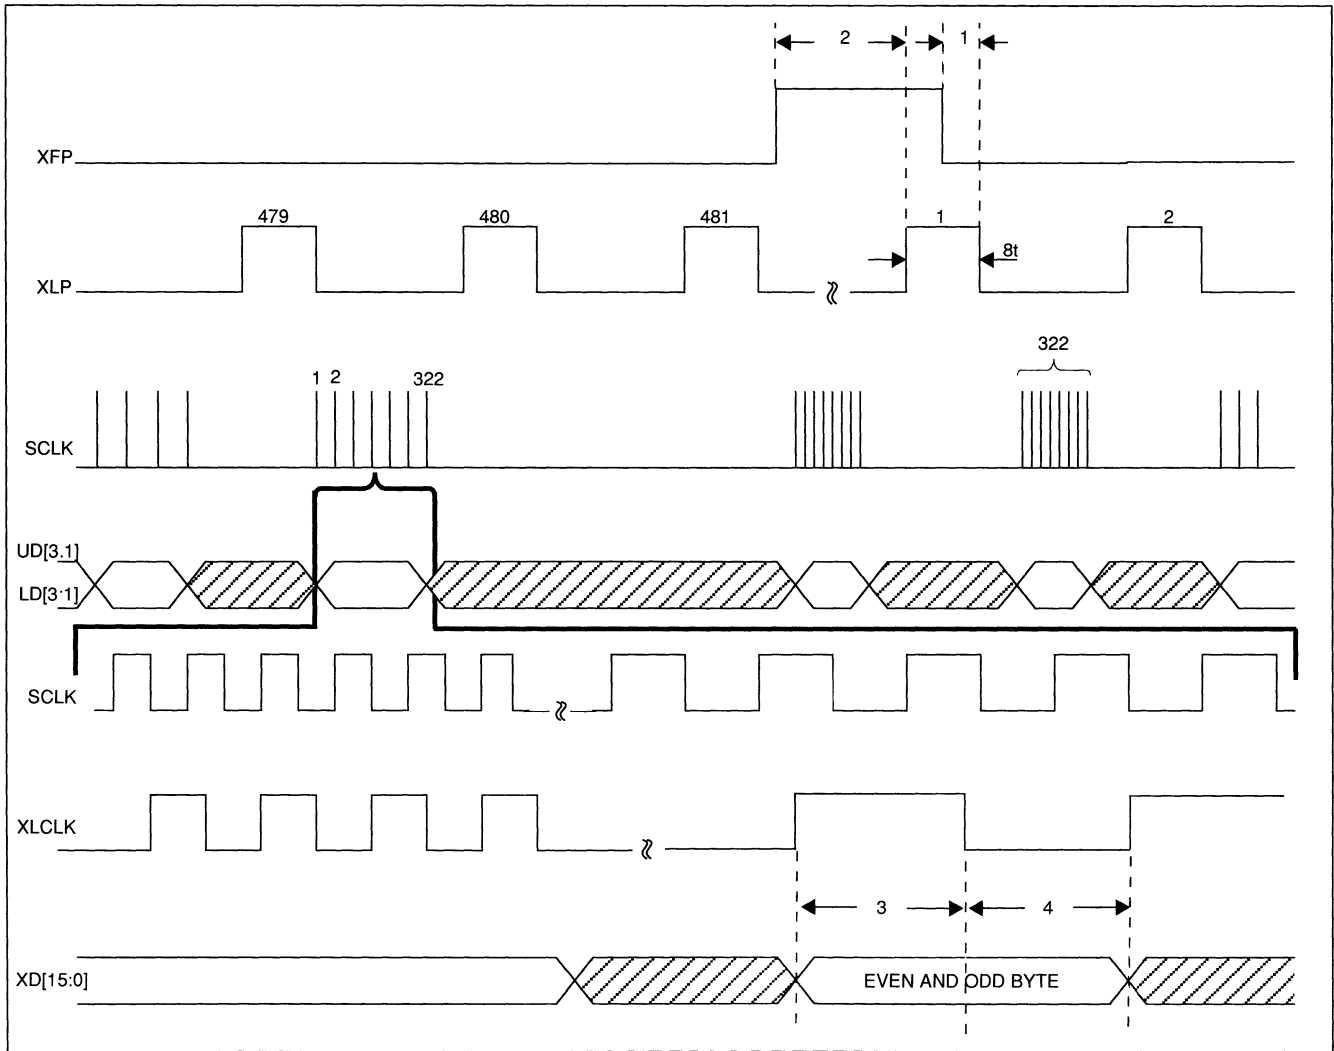 2 1
XFP
479 480 481 1 2
8t
XLP
322
1 2 322
SCLK
UD[3.1]
LD[3·1]
SCLK
XLCLK
3 4
XD[15:0] EVEN AND ODD BYTE